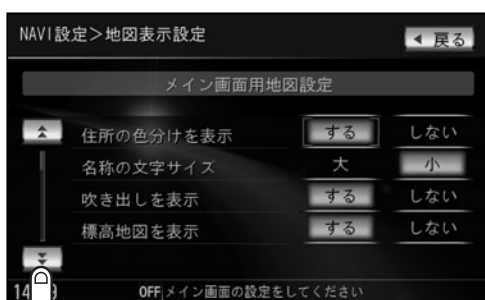 NAVI設定>地図表示設定
戻る
メイン画面用地図設定
住所の色分けを表示 する しない
名称の文字サイズ 大 小
吹き出しを表示 する しない
標高地図を表示 する しない
OFF メイン画面の設定をしてください